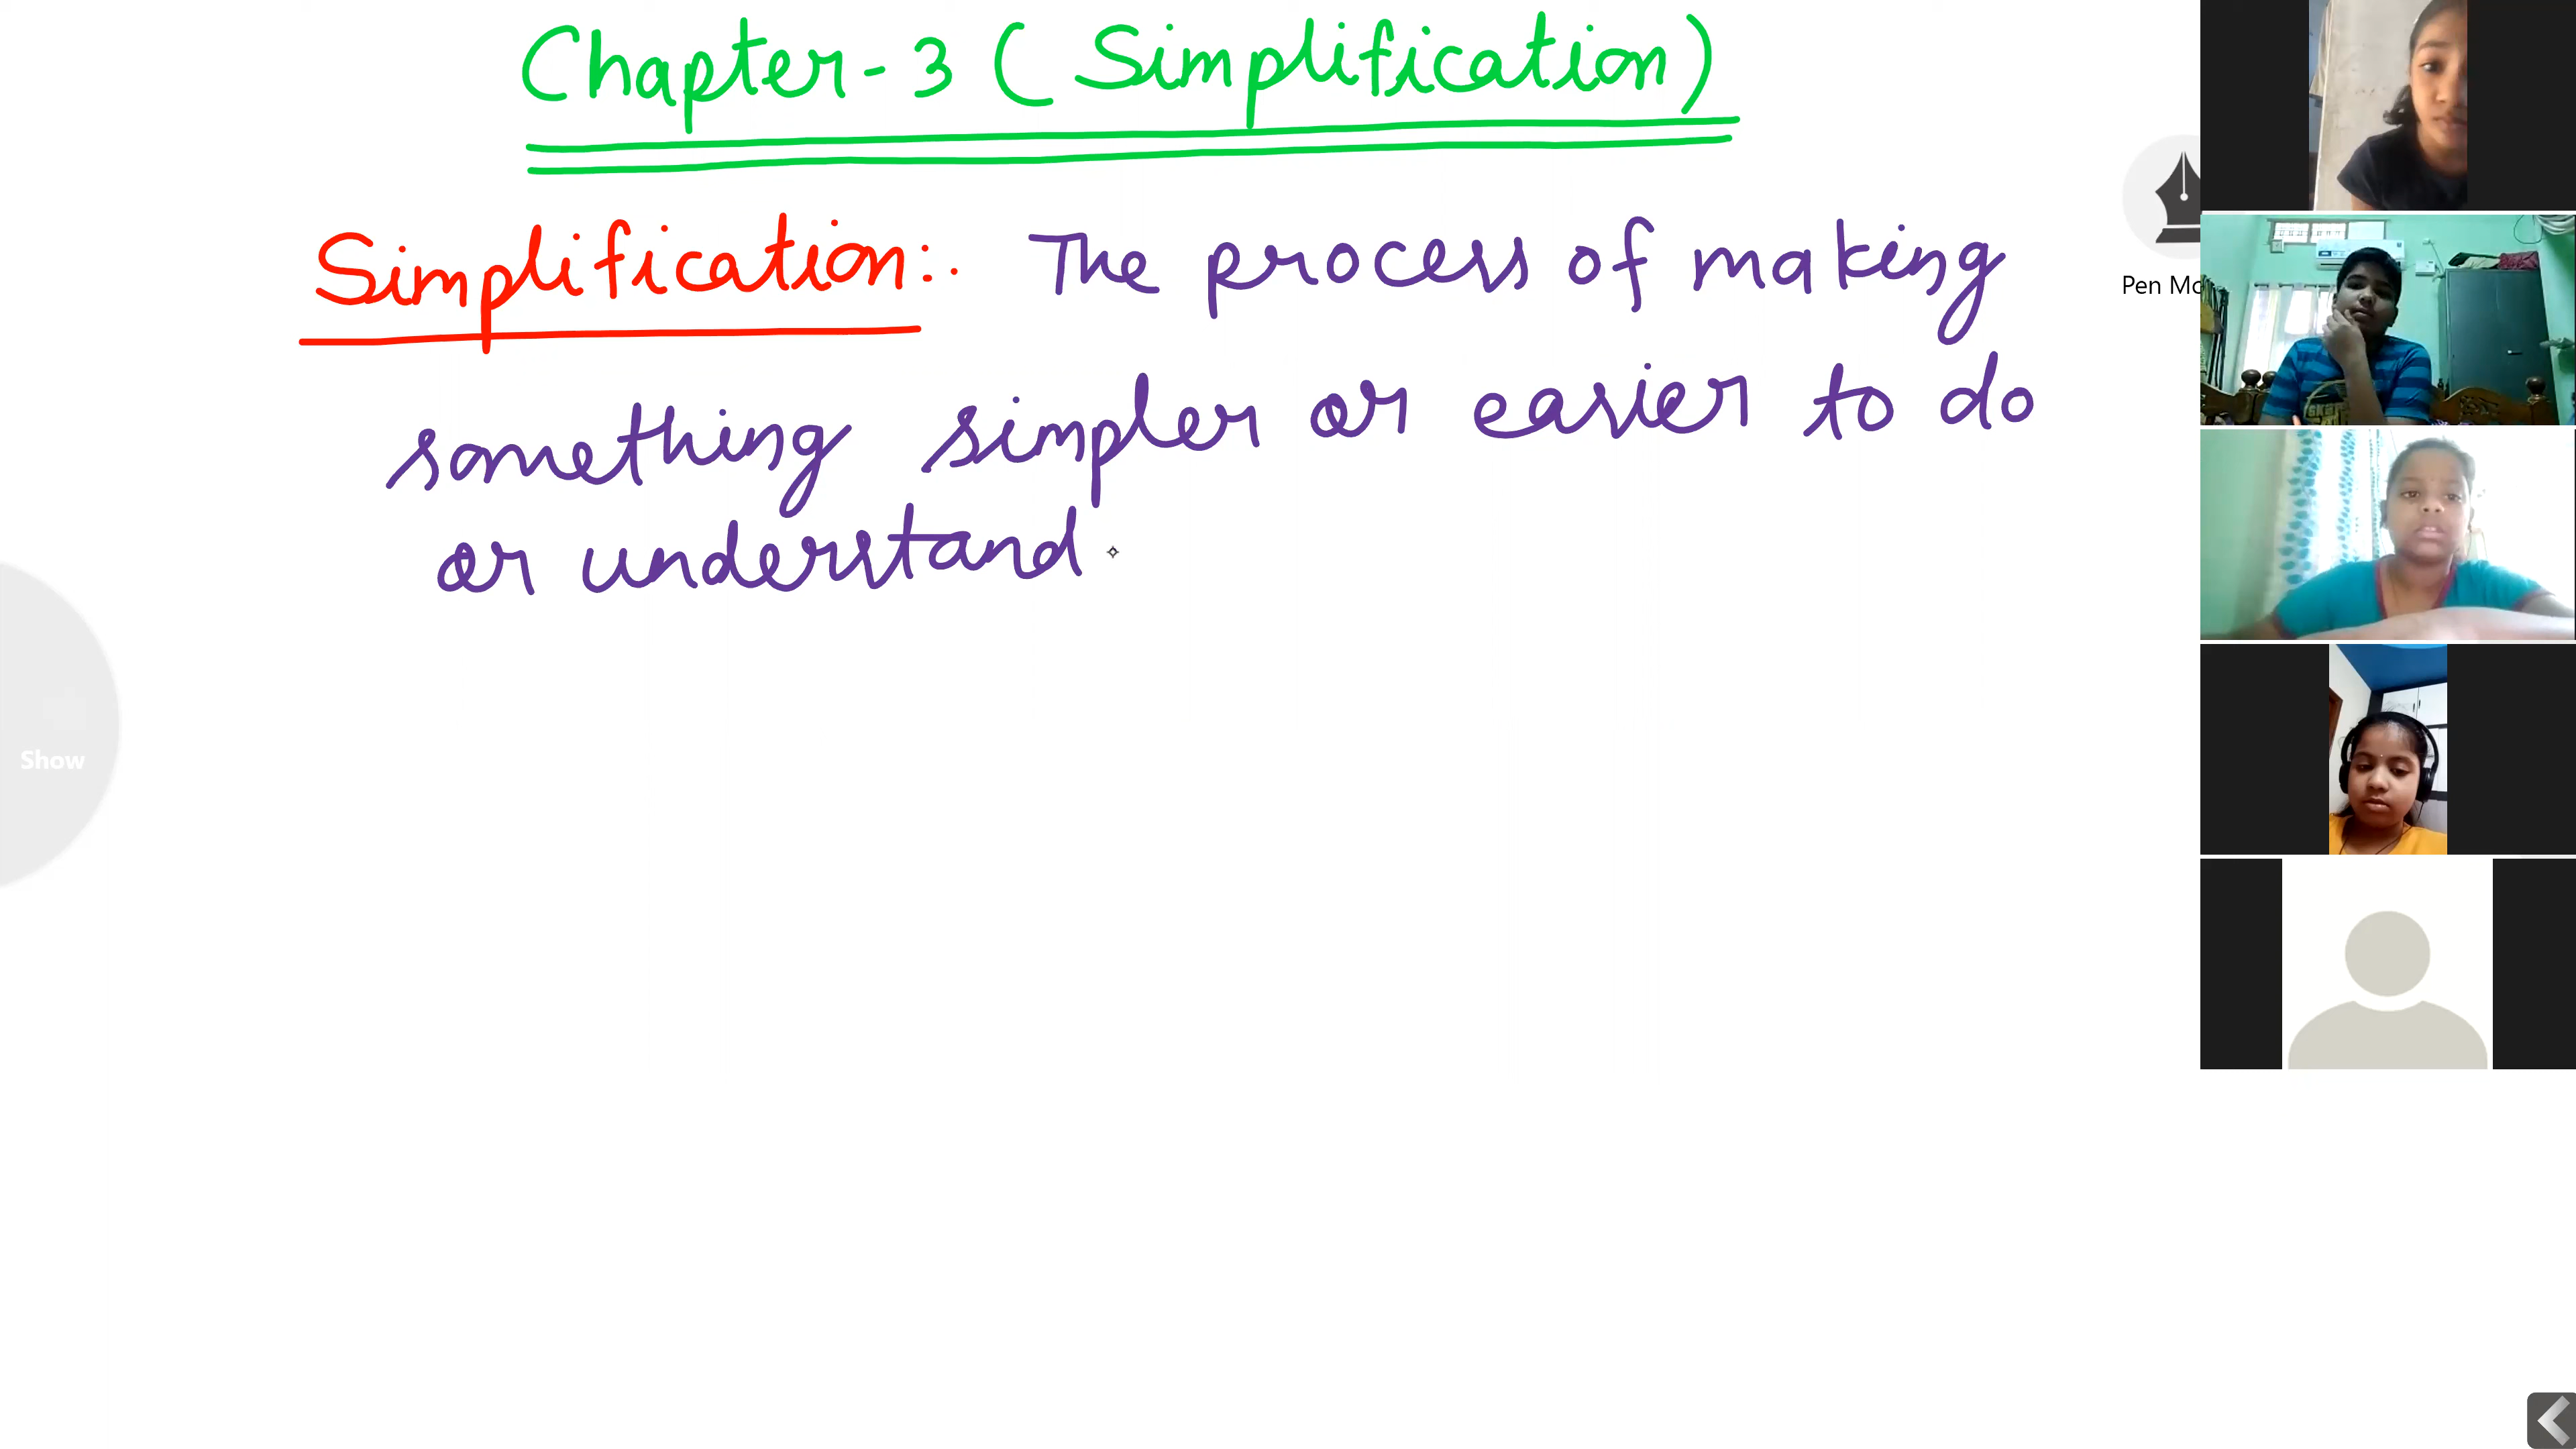 Chapter-3 ( Simplification )
Simplification:. The process of making
something simpler or easier to do
or understand
Pen Mo
Show